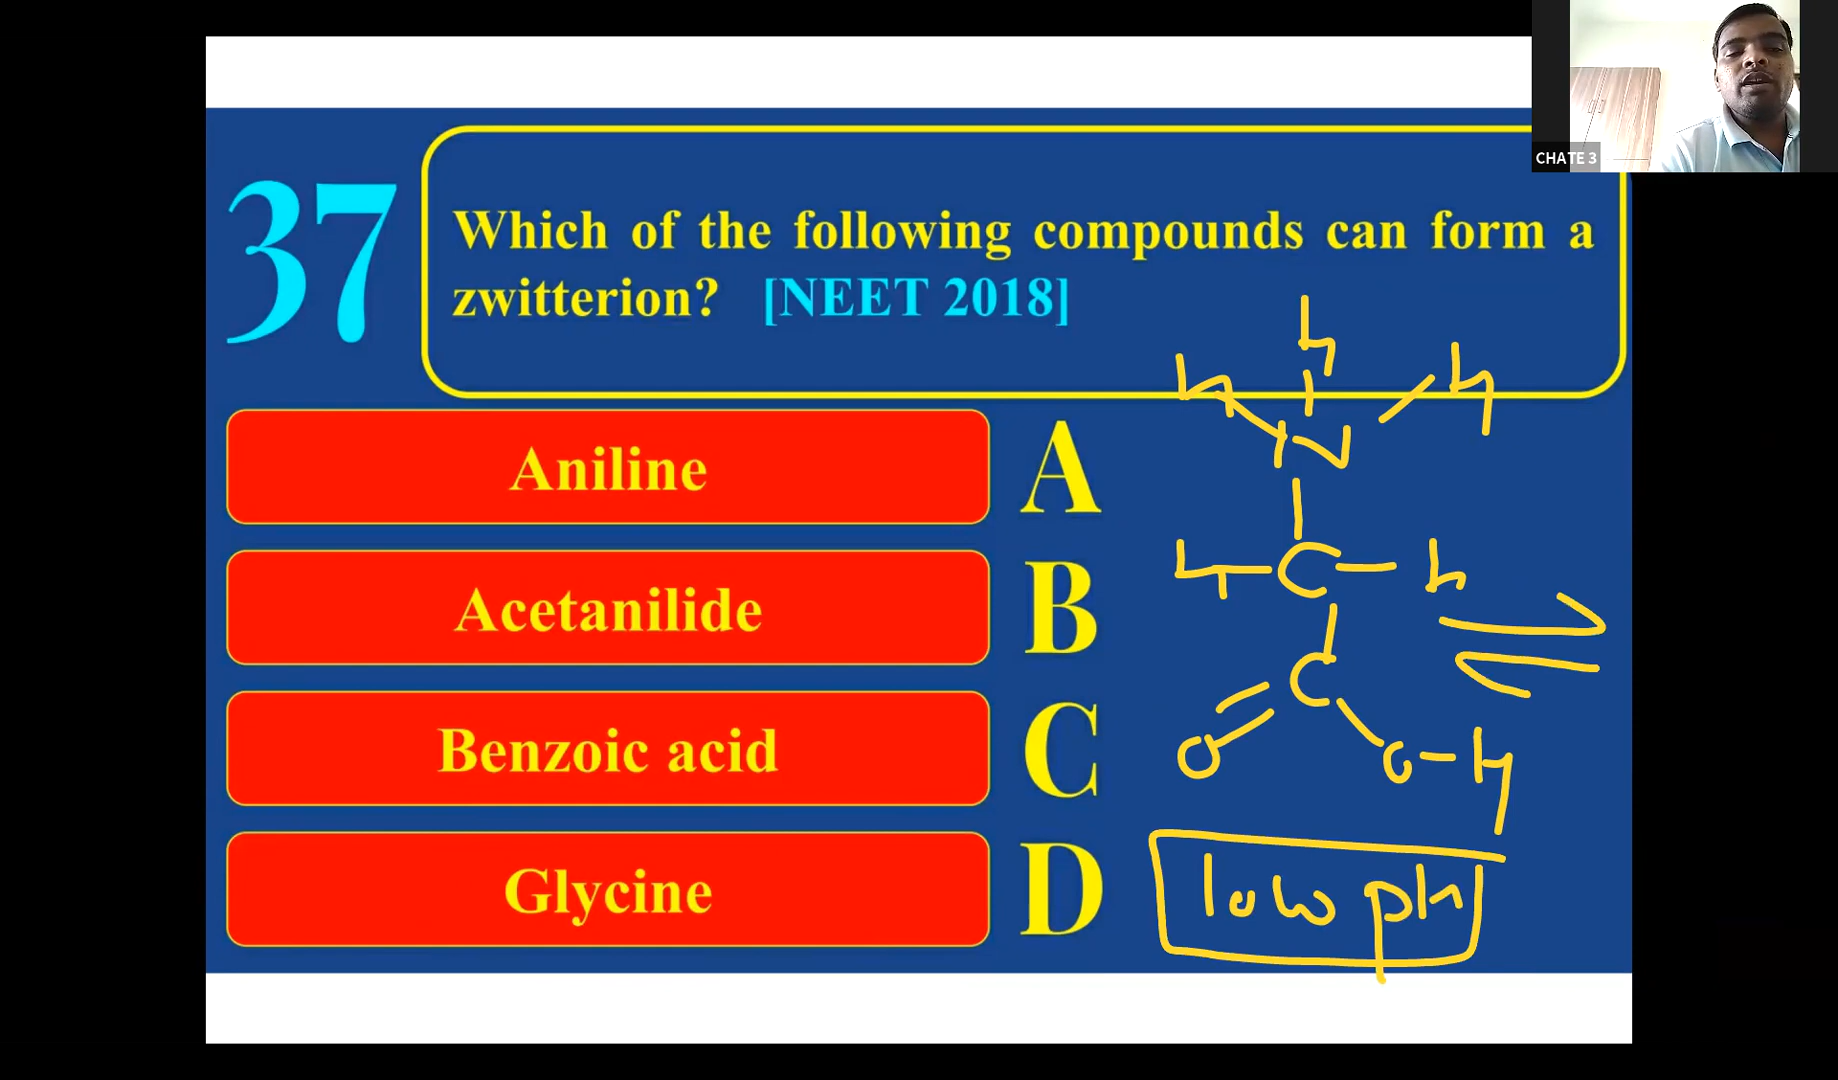 CHATE 3
37
Which of the following compounds can form a
zwitterion? [NEET 2018]
Aniline A
Acetanilide B
Benzoic acid C
Glycine D
h
h h
N
h C h
C
O O-H
low ph